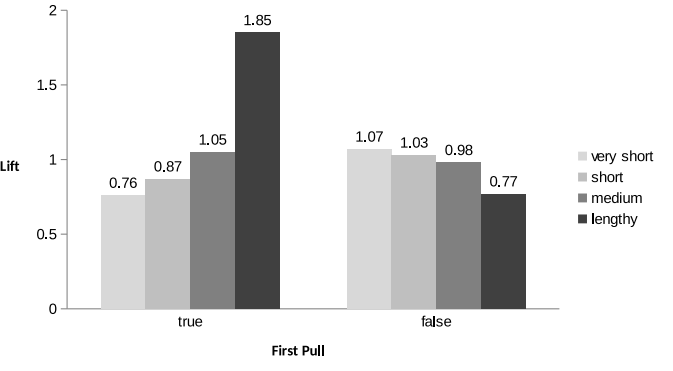 2
1.85
1.5
1.05
1.07
1.03
0.98
0.87
0.76
0.77
1
0.5
0
Lift
very short
short
medium
lengthy
true
false
First Pull